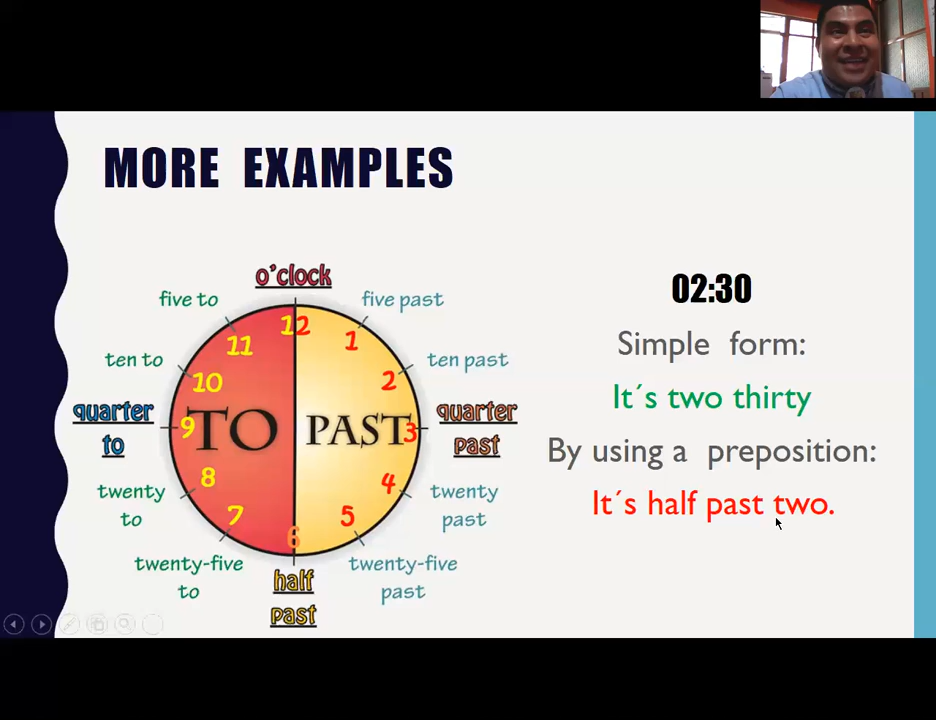 MORE EXAMPLES
o'clock
five to
five past
12
11
1
ten to
ten past
10
2
quarter
to
9
TO
PAST
3
quarter
past
8
4
twenty
to
twenty
past
7
5
6
twenty-five
to
twenty-five
past
half
past
02:30
Simple form:
It´s two thirty
By using a preposition:
It´s half past two.